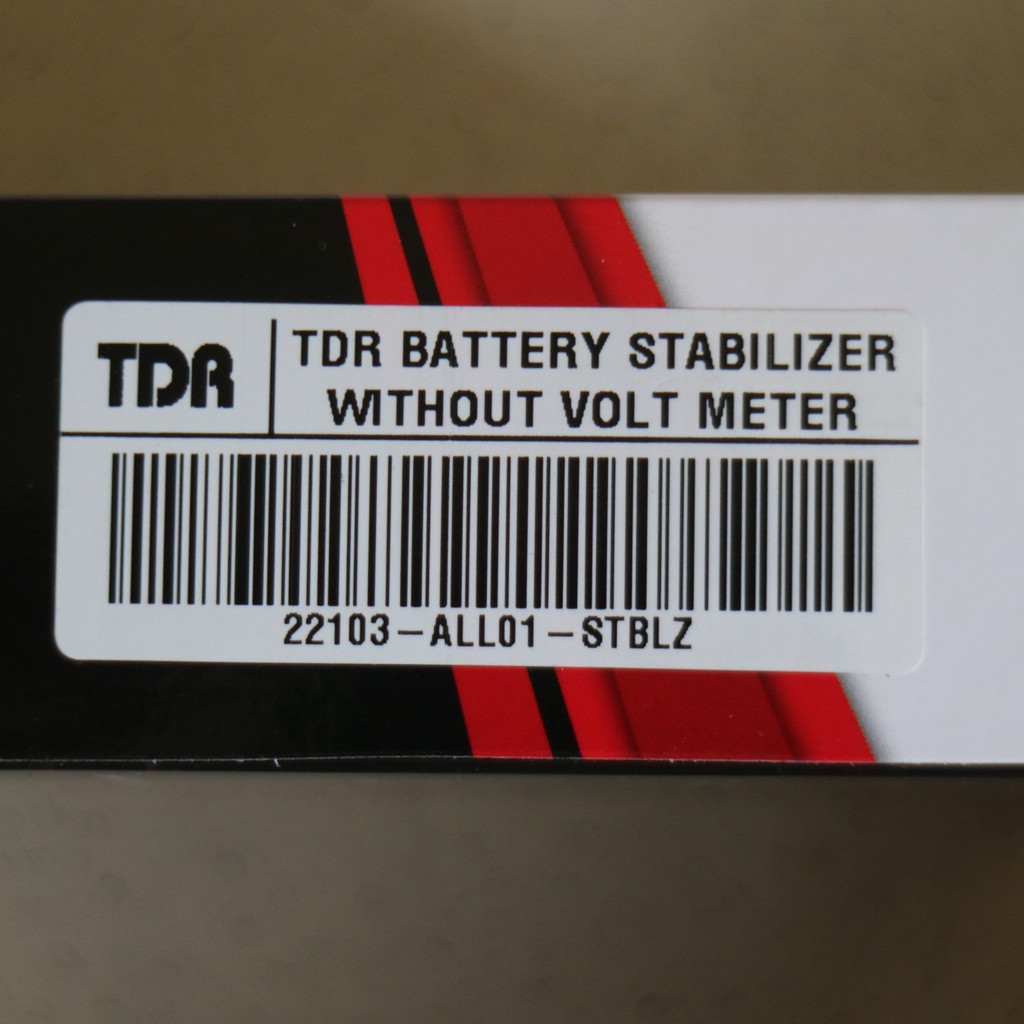 TDR
TDR BATTERY STABILIZER
WITHOUT VOLT METER
22103-ALL01-STBLZ